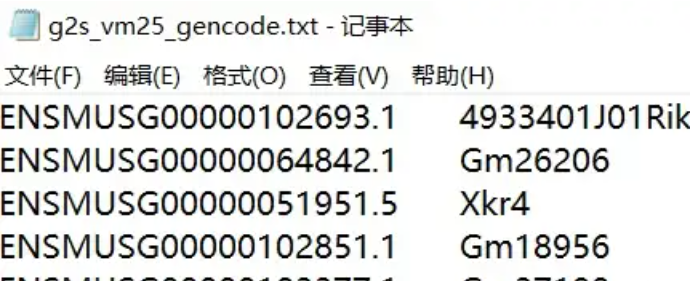 g2s_vm25_gencode.txt - 记事本
文件(F) 编辑(E) 格式(O) 查看(V) 帮助(H)
ENSMUSG00000102693.1 4933401J01Rik
ENSMUSG00000064842.1 Gm26206
ENSMUSG00000051951.5 Xkr4
ENSMUSG00000102851.1 Gm18956